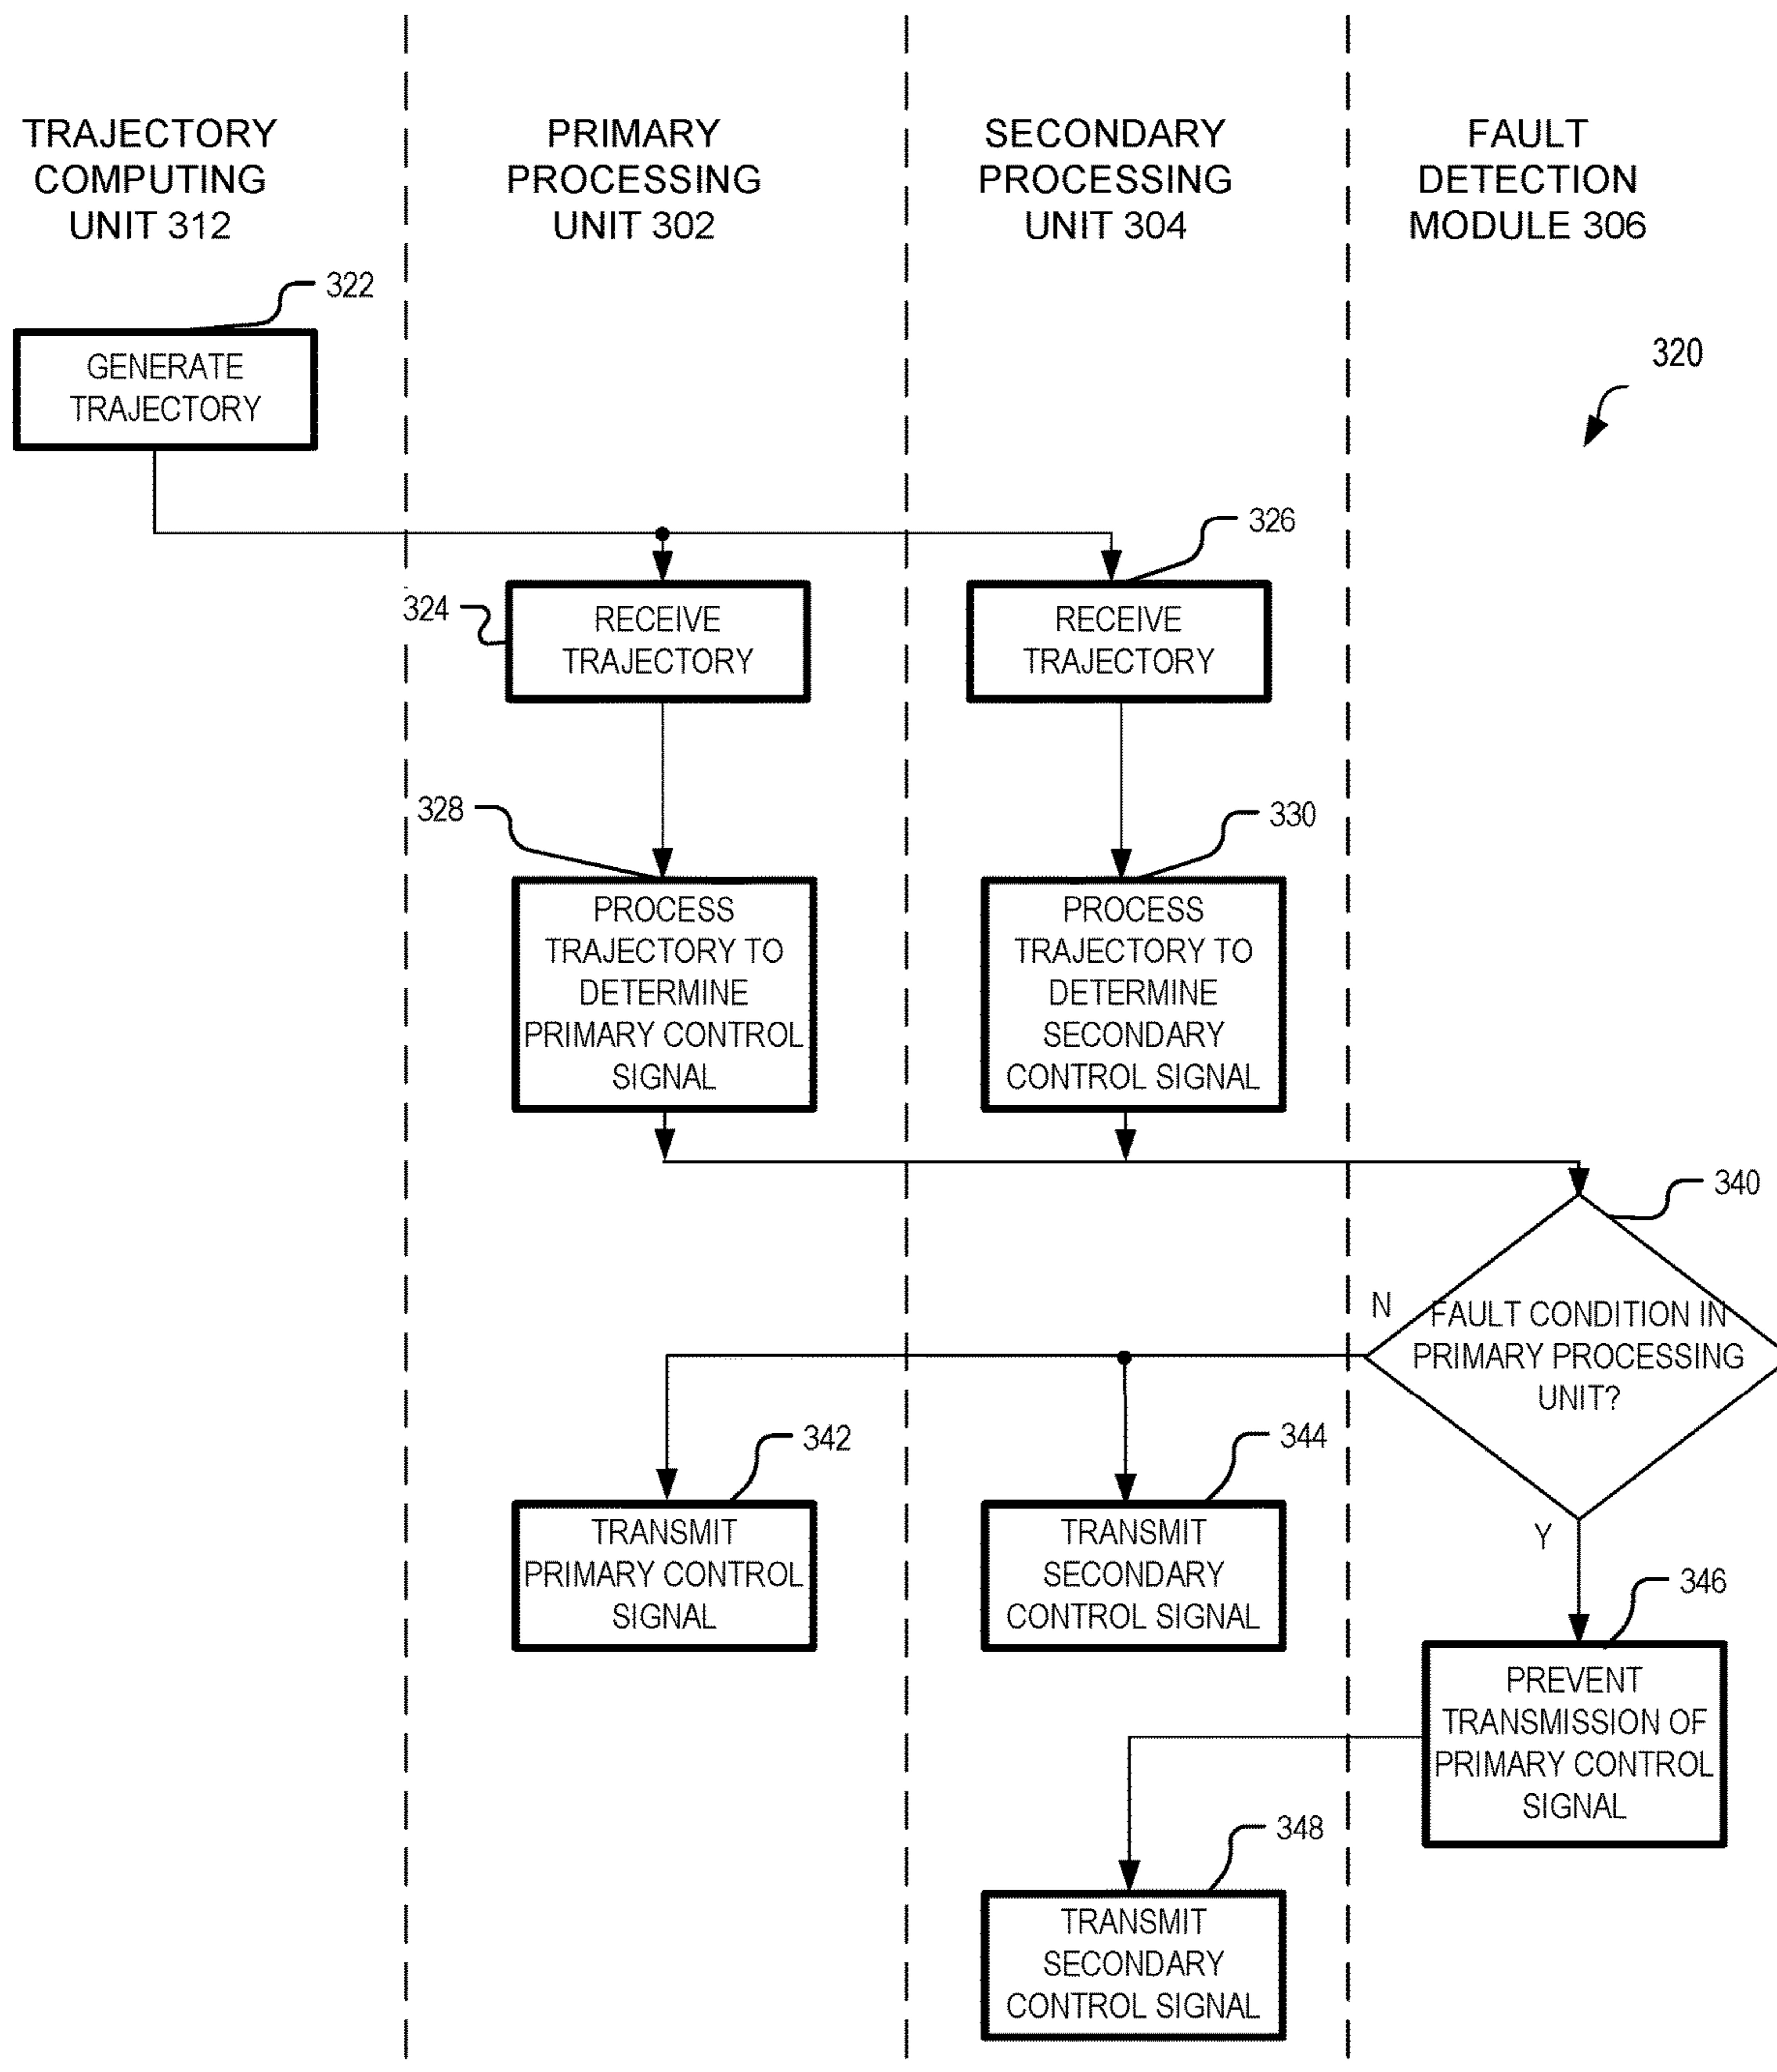 TRAJECTORY
COMPUTING
UNIT 312
PRIMARY
PROCESSING
UNIT 302
SECONDARY
PROCESSING
UNIT 304
FAULT
DETECTION
MODULE 306
322
GENERATE
TRAJECTORY
320
324
RECEIVE
TRAJECTORY
326
RECEIVE
TRAJECTORY
328
PROCESS
TRAJECTORY TO
DETERMINE
PRIMARY CONTROL
SIGNAL
330
PROCESS
TRAJECTORY TO
DETERMINE
SECONDARY
CONTROL SIGNAL
340
N
FAULT CONDITION IN
PRIMARY PROCESSING
UNIT?
Y
342
TRANSMIT
PRIMARY CONTROL
SIGNAL
344
TRANSMIT
SECONDARY
CONTROL SIGNAL
346
PREVENT
TRANSMISSION OF
PRIMARY CONTROL
SIGNAL
348
TRANSMIT
SECONDARY
CONTROL SIGNAL